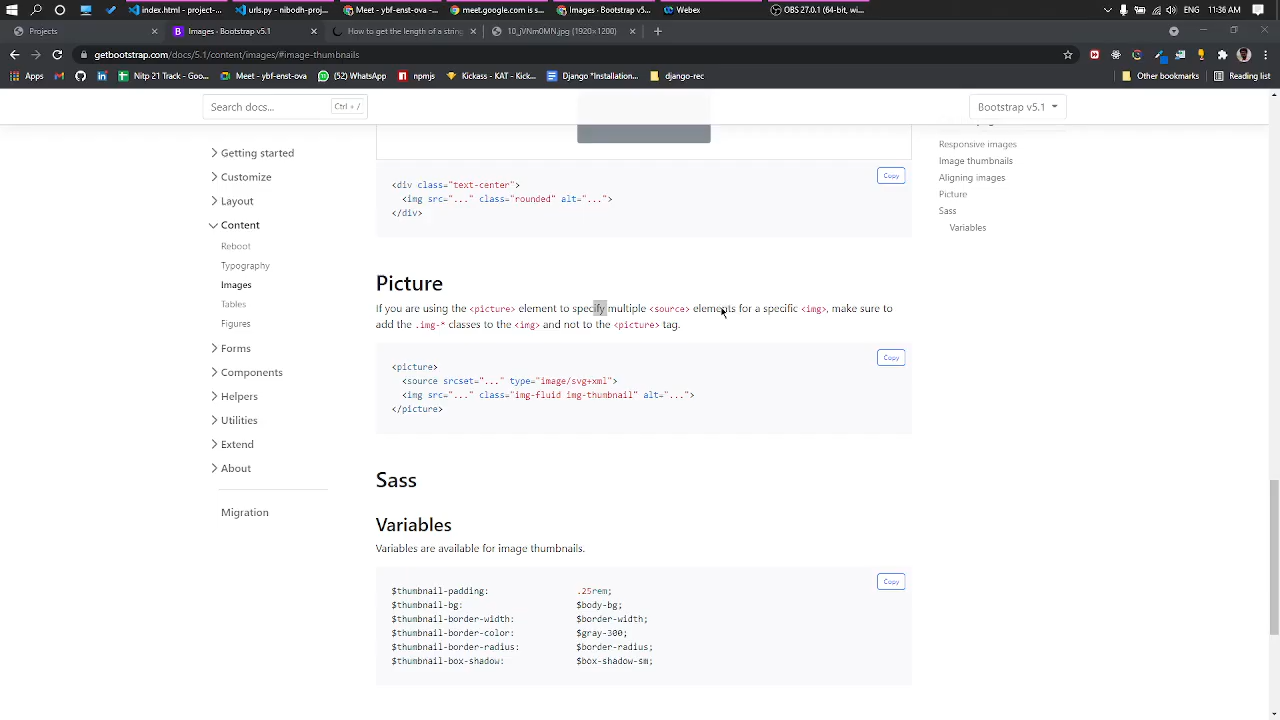 index.html - project-...
urls.py - nibodh-proj...
Meet - ybf-enst-ova - ...
meet.google.com is s...
Images · Bootstrap v5....
Webex
OBS 27.0.1 (64-bit, wi...
11:36 AM
Projects
Images · Bootstrap v5.1
How to get the length of a string
10_jVNm0MN.jpg (1920×1200)
getbootstrap.com/docs/5.1/content/images/#image-thumbnails
Apps
Nitp 21 Track - Goo...
Meet - ybf-enst-ova
(52) WhatsApp
npmjs
Kickass - KAT - Kick...
Django *Installation...
django-rec
Other bookmarks
Reading list
Search docs...
Ctrl + /
Bootstrap v5.1
Getting started
Customize
Layout
Content
Reboot
Typography
Images
Tables
Figures
Forms
Components
Helpers
Utilities
Extend
About
Migration
Copy
<div class="text-center">
<img src="..." class="rounded" alt="...">
</div>
Picture
If you are using the <picture> element to specify multiple <source> elements for a specific <img>, make sure to
add the .img-* classes to the <img> and not to the <picture> tag.
Copy
<picture>
<source srcset="..." type="image/svg+xml">
<img src="..." class="img-fluid img-thumbnail" alt="...">
</picture>
Sass
Variables
Variables are available for image thumbnails.
Copy
$thumbnail-padding: .25rem;
$thumbnail-bg: $body-bg;
$thumbnail-border-width: $border-width;
$thumbnail-border-color: $gray-300;
$thumbnail-border-radius: $border-radius;
$thumbnail-box-shadow: $box-shadow-sm;
Responsive images
Image thumbnails
Aligning images
Picture
Sass
Variables